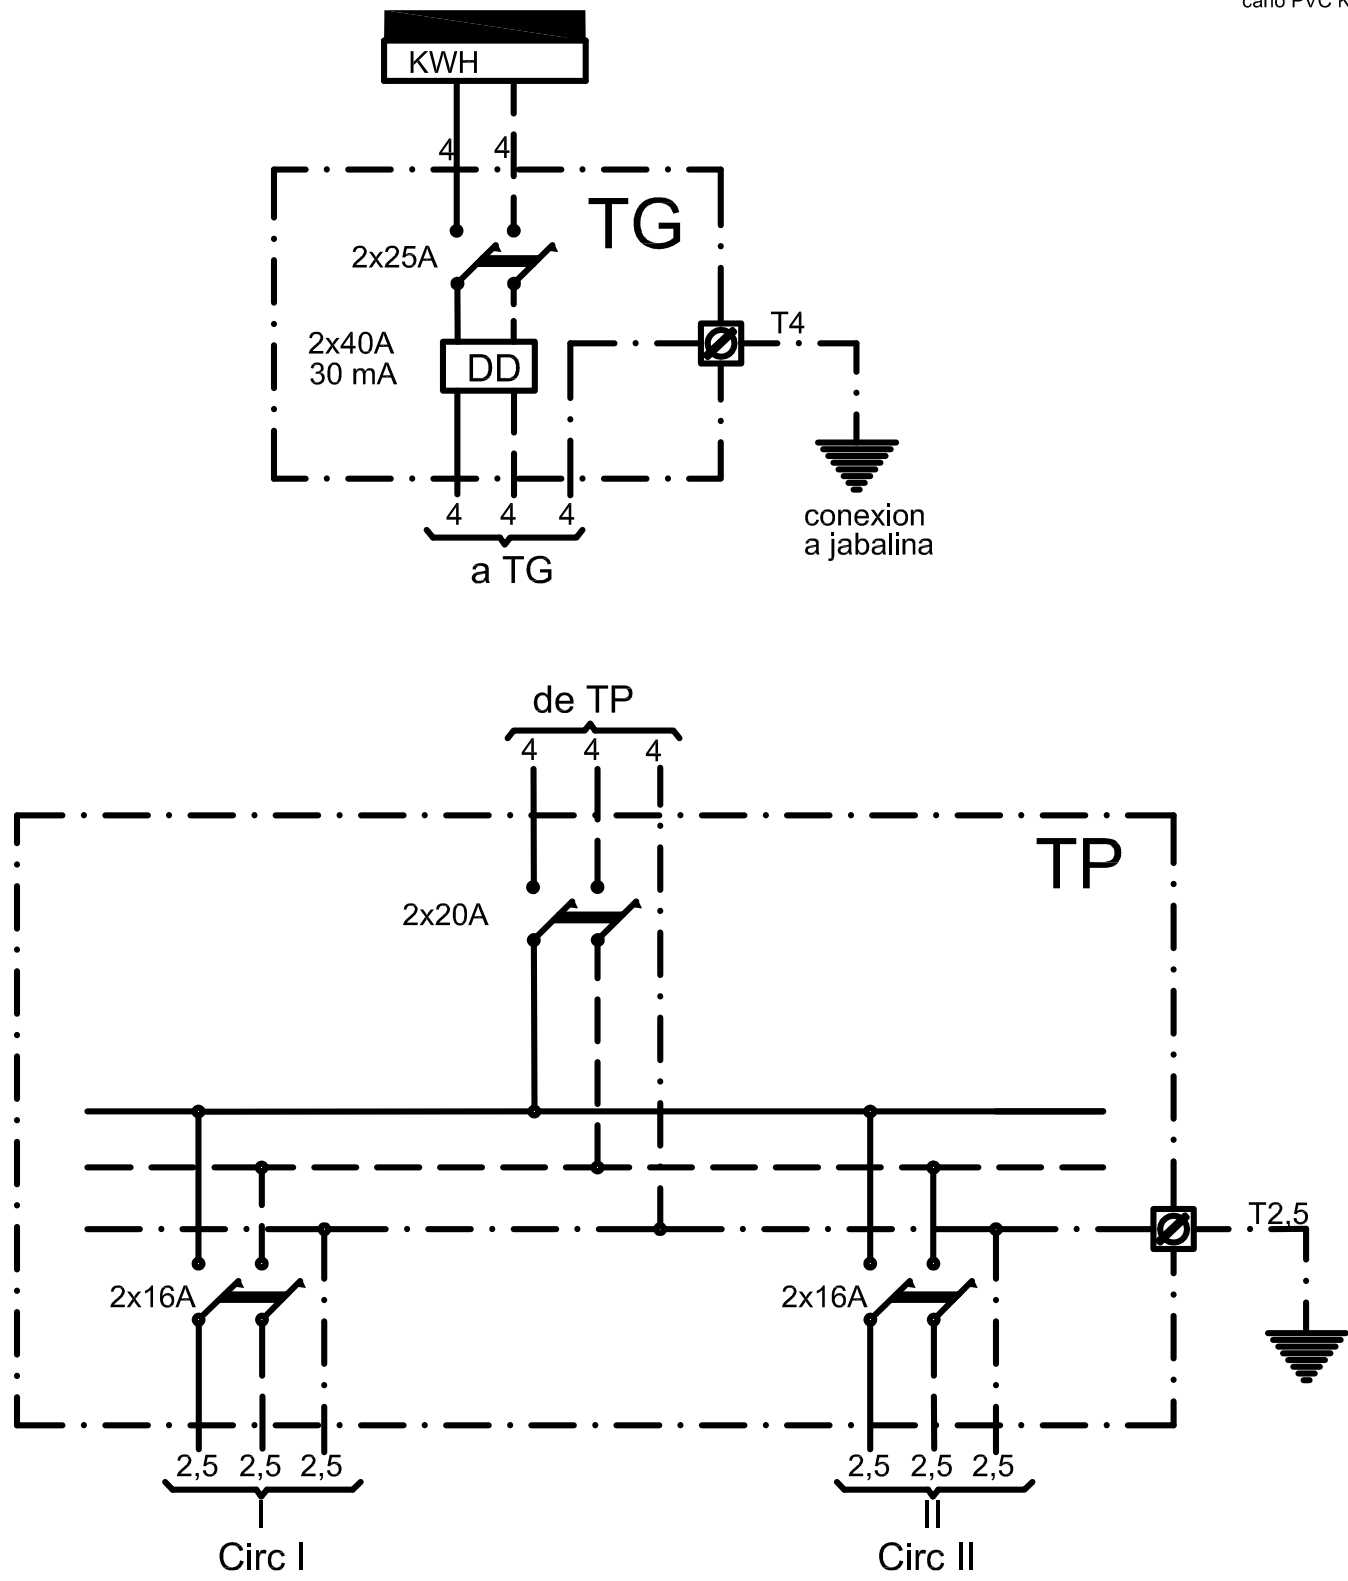 caño PVC K
KWH
4 4
TG
2x25A
T4
2x40A
30 mA
DD
4 4 4
conexion
a jabalina
a TG
de TP
4 4 4
TP
2x20A
T2,5
2x16A 2x16A
2,5 2,5 2,5 2,5 2,5 2,5
I II
Circ I Circ II